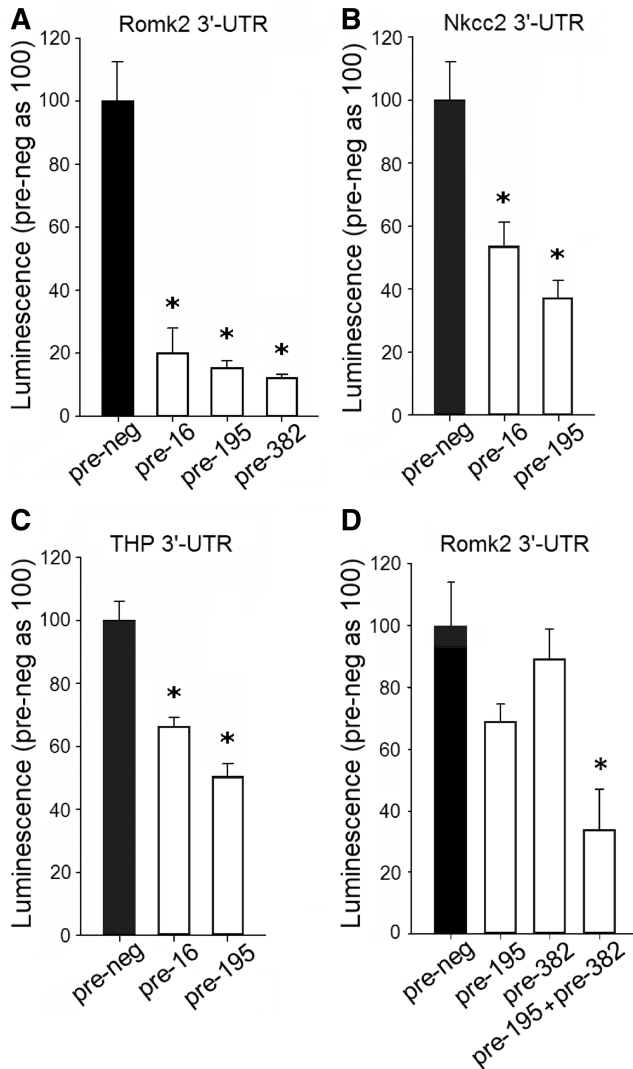 A
Romk2 3'-UTR
Luminescence (pre-neg as 100)
120
100
80
60
40
20
0
*
*
*
pre-neg
pre-16
pre-195
pre-382
B
Nkcc2 3'-UTR
Luminescence (pre-neg as 100)
120
100
80
60
40
20
0
*
*
pre-neg
pre-16
pre-195
C
THP 3'-UTR
Luminescence (pre-neg as 100)
120
100
80
60
40
20
0
*
*
pre-neg
pre-16
pre-195
D
Romk2 3'-UTR
Luminescence (pre-neg as 100)
120
100
80
60
40
20
0
*
pre-neg
pre-195
pre-382
pre-195+pre-382